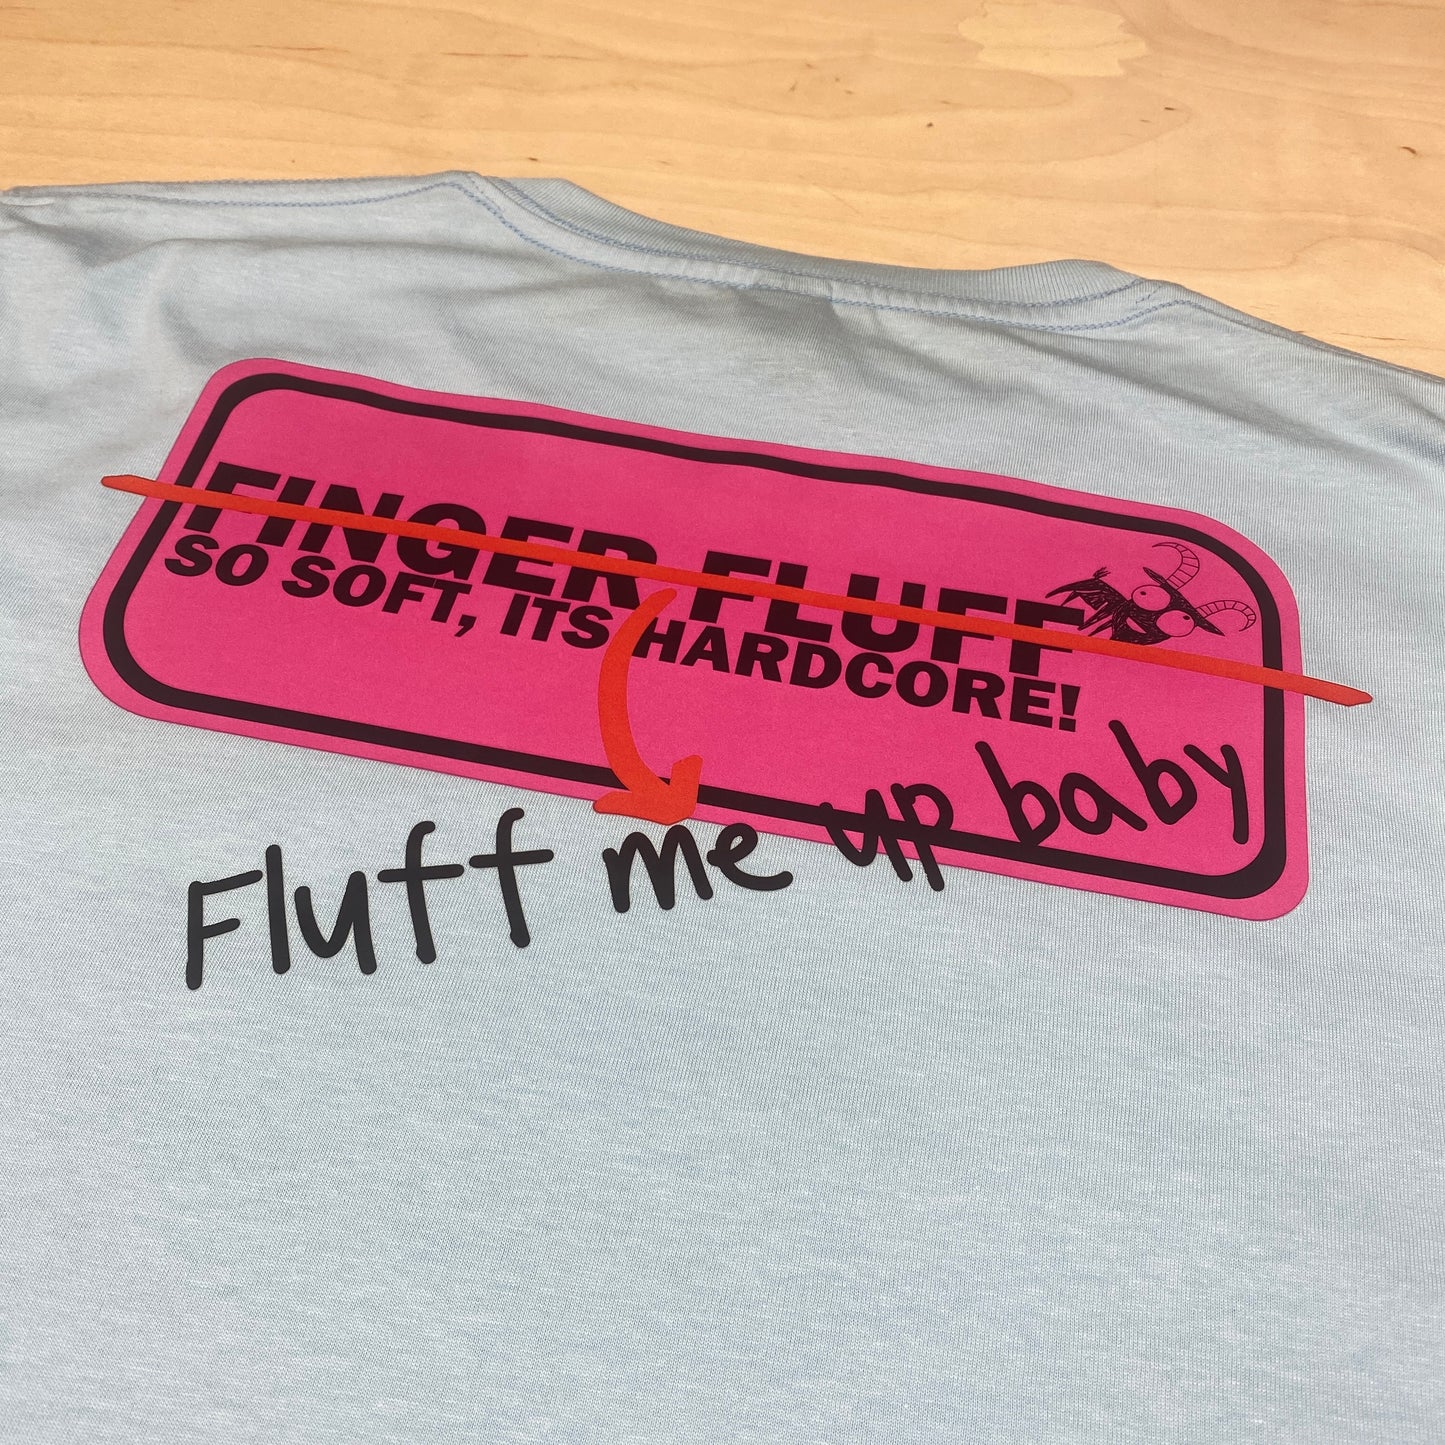 FINGER FLUFF
SO SOFT, ITS HARDCORE!
Fluff me up baby